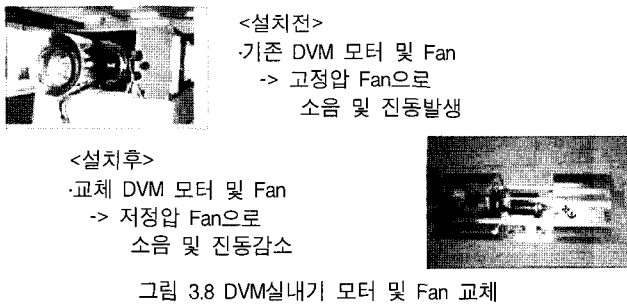 <설치전>
·기존 DVM 모터 및 Fan
-> 고정압 Fan으로
소음 및 진동발생
<설치후>
·교체 DVM 모터 및 Fan
-> 저정압 Fan으로
소음 및 진동감소
그림 3.8 DVM실내기 모터 및 Fan 교체